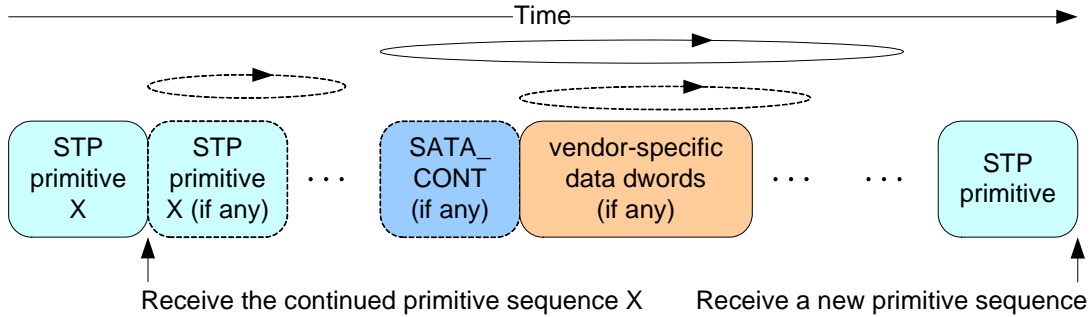 Time
STP
primitive
X
STP
primitive
X (if any)
. . .
SATA_
CONT
(if any)
vendor-specific
data dwords
(if any)
. . .
. . .
STP
primitive
Receive the continued primitive sequence X
Receive a new primitive sequence